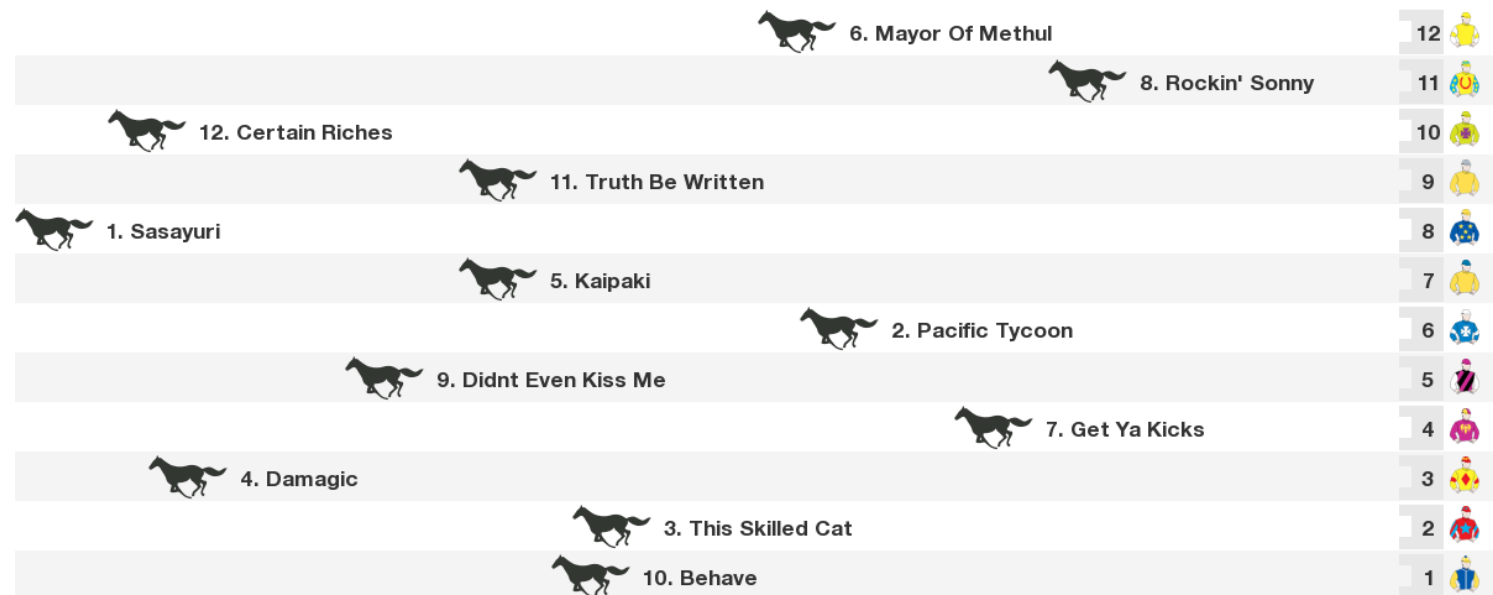 6. Mayor Of Methul 12
8. Rockin' Sonny 11
12. Certain Riches 10
11. Truth Be Written 9
1. Sasayuri 8
5. Kaipaki 7
2. Pacific Tycoon 6
9. Didnt Even Kiss Me 5
7. Get Ya Kicks 4
4. Damagic 3
3. This Skilled Cat 2
10. Behave 1